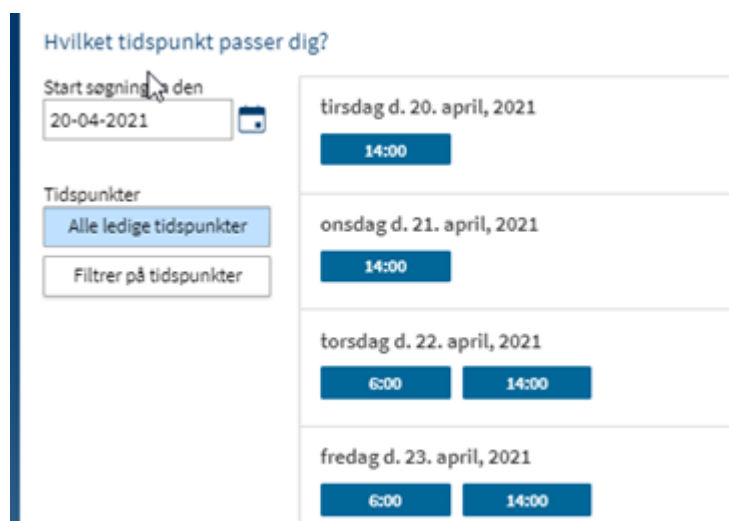 Hvilket tidspunkt passer dig?
Start søgning a den
20-04-2021
Tidspunkter
Alle ledige tidspunkter
Filtrer på tidspunkter
tirsdag d. 20. april, 2021
14:00
onsdag d. 21. april, 2021
14:00
torsdag d. 22. april, 2021
6:00 14:00
fredag d. 23. april, 2021
6:00 14:00